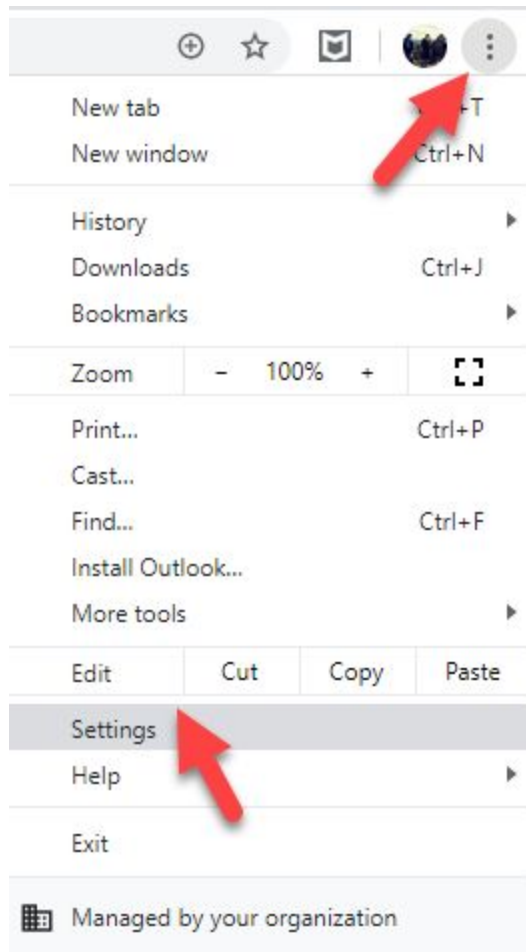 New tab +T
New window Ctrl+N
History
Downloads Ctrl+J
Bookmarks
Zoom - 100% +
Print... Ctrl+P
Cast...
Find... Ctrl+F
Install Outlook...
More tools
Edit Cut Copy Paste
Settings
Help
Exit
Managed by your organization